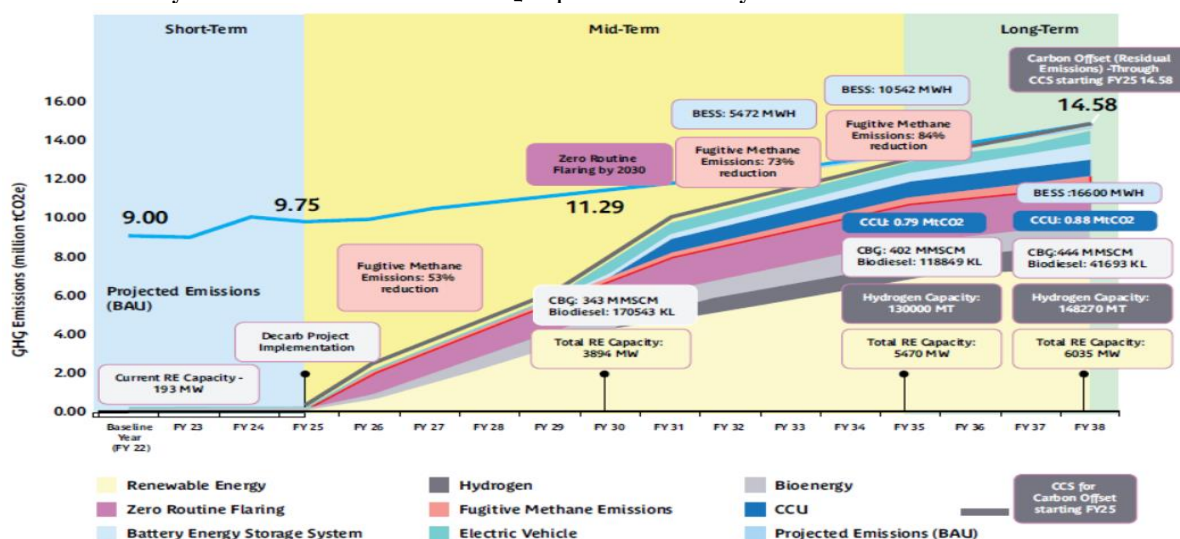 Short-Term
Mid-Term
Long-Term
Carbon Offset (Residual
Emissions) -Through
CCS starting FY25 14.58
14.58
BESS: 5472 MWH
BESS: 10542 MWH
Zero Routine
Flaring by 2030
Fugitive Methane
Emissions: 73%
reduction
Fugitive Methane
Emissions: 84%
reduction
GHG Emissions (million tCO2e)
16.00
14.00
12.00
10.00
8.00
6.00
4.00
2.00
0.00
9.00
9.75
11.29
BESS :16600 MWH
CCU: 0.79 MtCO2
CCU: 0.88 MtCO2
Projected Emissions
(BAU)
Fugitive Methane
Emissions: 53%
reduction
CBG: 343 MMSCM
Biodiesel: 170543 KL
CBG: 402 MMSCM
Biodiesel: 118849 KL
CBG:444 MMSCM
Biodiesel: 41693 KL
Decarb Project
Implementation
Hydrogen Capacity:
130000 MT
Hydrogen Capacity:
148270 MT
Current RE Capacity -
193 MW
Total RE Capacity:
3894 MW
Total RE Capacity:
5470 MW
Total RE Capacity:
6035 MW
Baseline
Year
(FY 22)
FY 23
FY 24
FY 25
FY 26
FY 27
FY 28
FY 29
FY 30
FY 31
FY 32
FY 33
FY 34
FY 35
FY 36
FY 37
FY 38
Renewable Energy
Hydrogen
Bioenergy
Zero Routine Flaring
Fugitive Methane Emissions
CCU
Battery Energy Storage System
Electric Vehicle
Projected Emissions (BAU)
CCS for
Carbon Offset
starting FY25